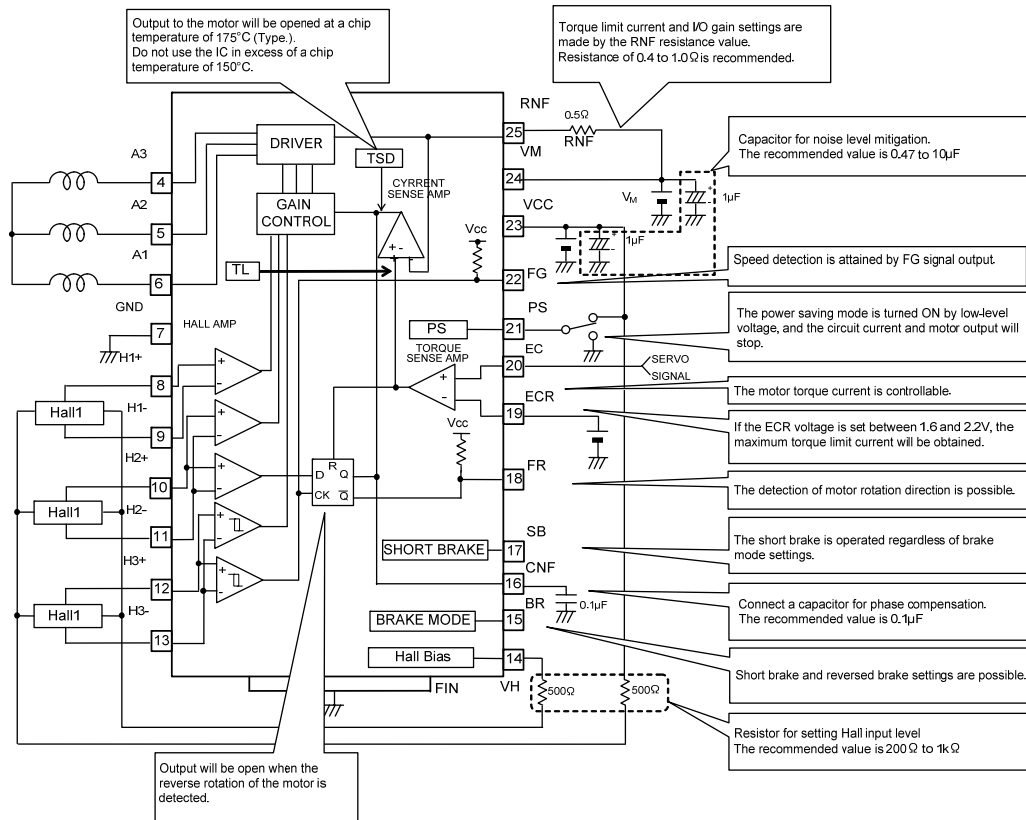 Output to the motor will be opened at a chip
temperature of 175°C (Type.).
Do not use the IC in excess of a chip
temperature of 150°C.
Torque limit current and I/O gain settings are
made by the RNF resistance value.
Resistance of 0.4 to 1.0Ω is recommended.
RNF
0.5Ω
25
RNF
VM
24
VM
1µF
+
-
Capacitor for noise level mitigation.
The recommended value is 0.47 to 10µF
DRIVER
TSD
CYRRENT
SENSE AMP
GAIN
CONTROL
A3
4
A2
5
A1
6
VCC
23
1µF
+
-
Vcc
+ -
TL
FG
22
Speed detection is attained by FG signal output.
GND
7
HALL AMP
PS
PS
21
The power saving mode is turned ON by low-level
voltage, and the circuit current and motor output will
stop.
TORQUE
SENSE AMP
EC
20
SERVO
SIGNAL
The motor torque current is controllable.
H1+
8
+
-
Hall1
H1-
9
+
-
+
-
ECR
19
If the ECR voltage is set between 1.6 and 2.2V, the
maximum torque limit current will be obtained.
Vcc
H2+
10
+
-
Hall1
H2-
11
R
D Q
CK Q
FR
18
The detection of motor rotation direction is possible.
+
-
SHORT BRAKE
SB
17
The short brake is operated regardless of brake
mode settings.
H3+
12
+
-
Hall1
H3-
13
CNF
16
0.1µF
Connect a capacitor for phase compensation.
The recommended value is 0.1µF
BRAKE MODE
BR
15
Short brake and reversed brake settings are possible.
Hall Bias
14
VH
FIN
500Ω
500Ω
Resistor for setting Hall input level
The recommended value is 200Ω to 1kΩ
Output will be open when the
reverse rotation of the motor is
detected.